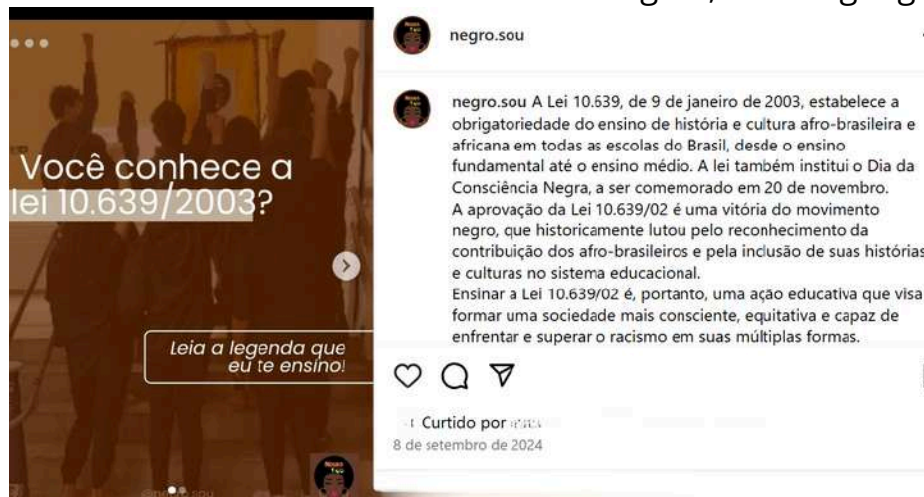 Você conhece a
lei 10.639/2003?
Leia a legenda que
eu te ensino!
negro.sou
negro.sou A Lei 10.639, de 9 de janeiro de 2003, estabelece a
obrigatoriedade do ensino de história e cultura afro-brasileira e
africana em todas as escolas do Brasil, desde o ensino
fundamental até o ensino médio. A lei também institui o Dia da
Consciência Negra, a ser comemorado em 20 de novembro.
A aprovação da Lei 10.639/02 é uma vitória do movimento
negro, que historicamente lutou pelo reconhecimento da
contribuição dos afro-brasileiros e pela inclusão de suas histórias
e culturas no sistema educacional.
Ensinar a Lei 10.639/02 é, portanto, uma ação educativa que visa
formar uma sociedade mais consciente, equitativa e capaz de
enfrentar e superar o racismo em suas múltiplas formas.
Curtido por
8 de setembro de 2024